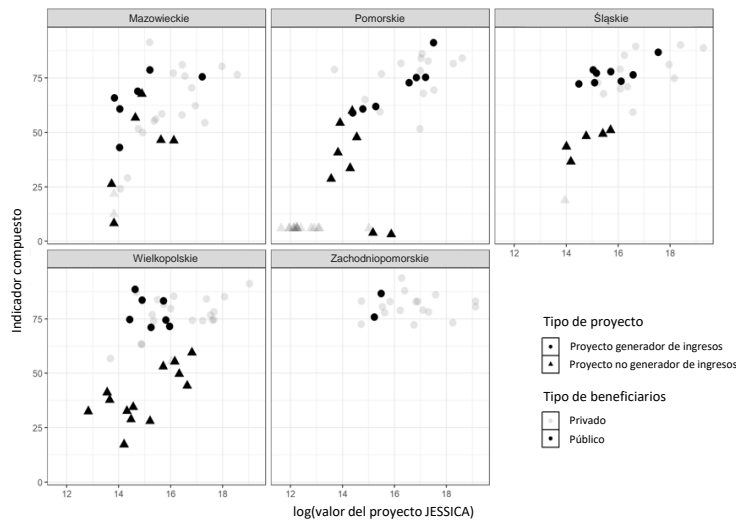 Mazowieckie
Pomorskie
Śląskie
75
50
25
0
12
14
16
18
Wielkopolskie
Zachodniopomorskie
75
50
25
0
12
14
16
18
12
14
16
18
Indicador compuesto
log(valor del proyecto JESSICA)
Tipo de proyecto
Proyecto generador de ingresos
Proyecto no generador de ingresos
Tipo de beneficiarios
Privado
Público